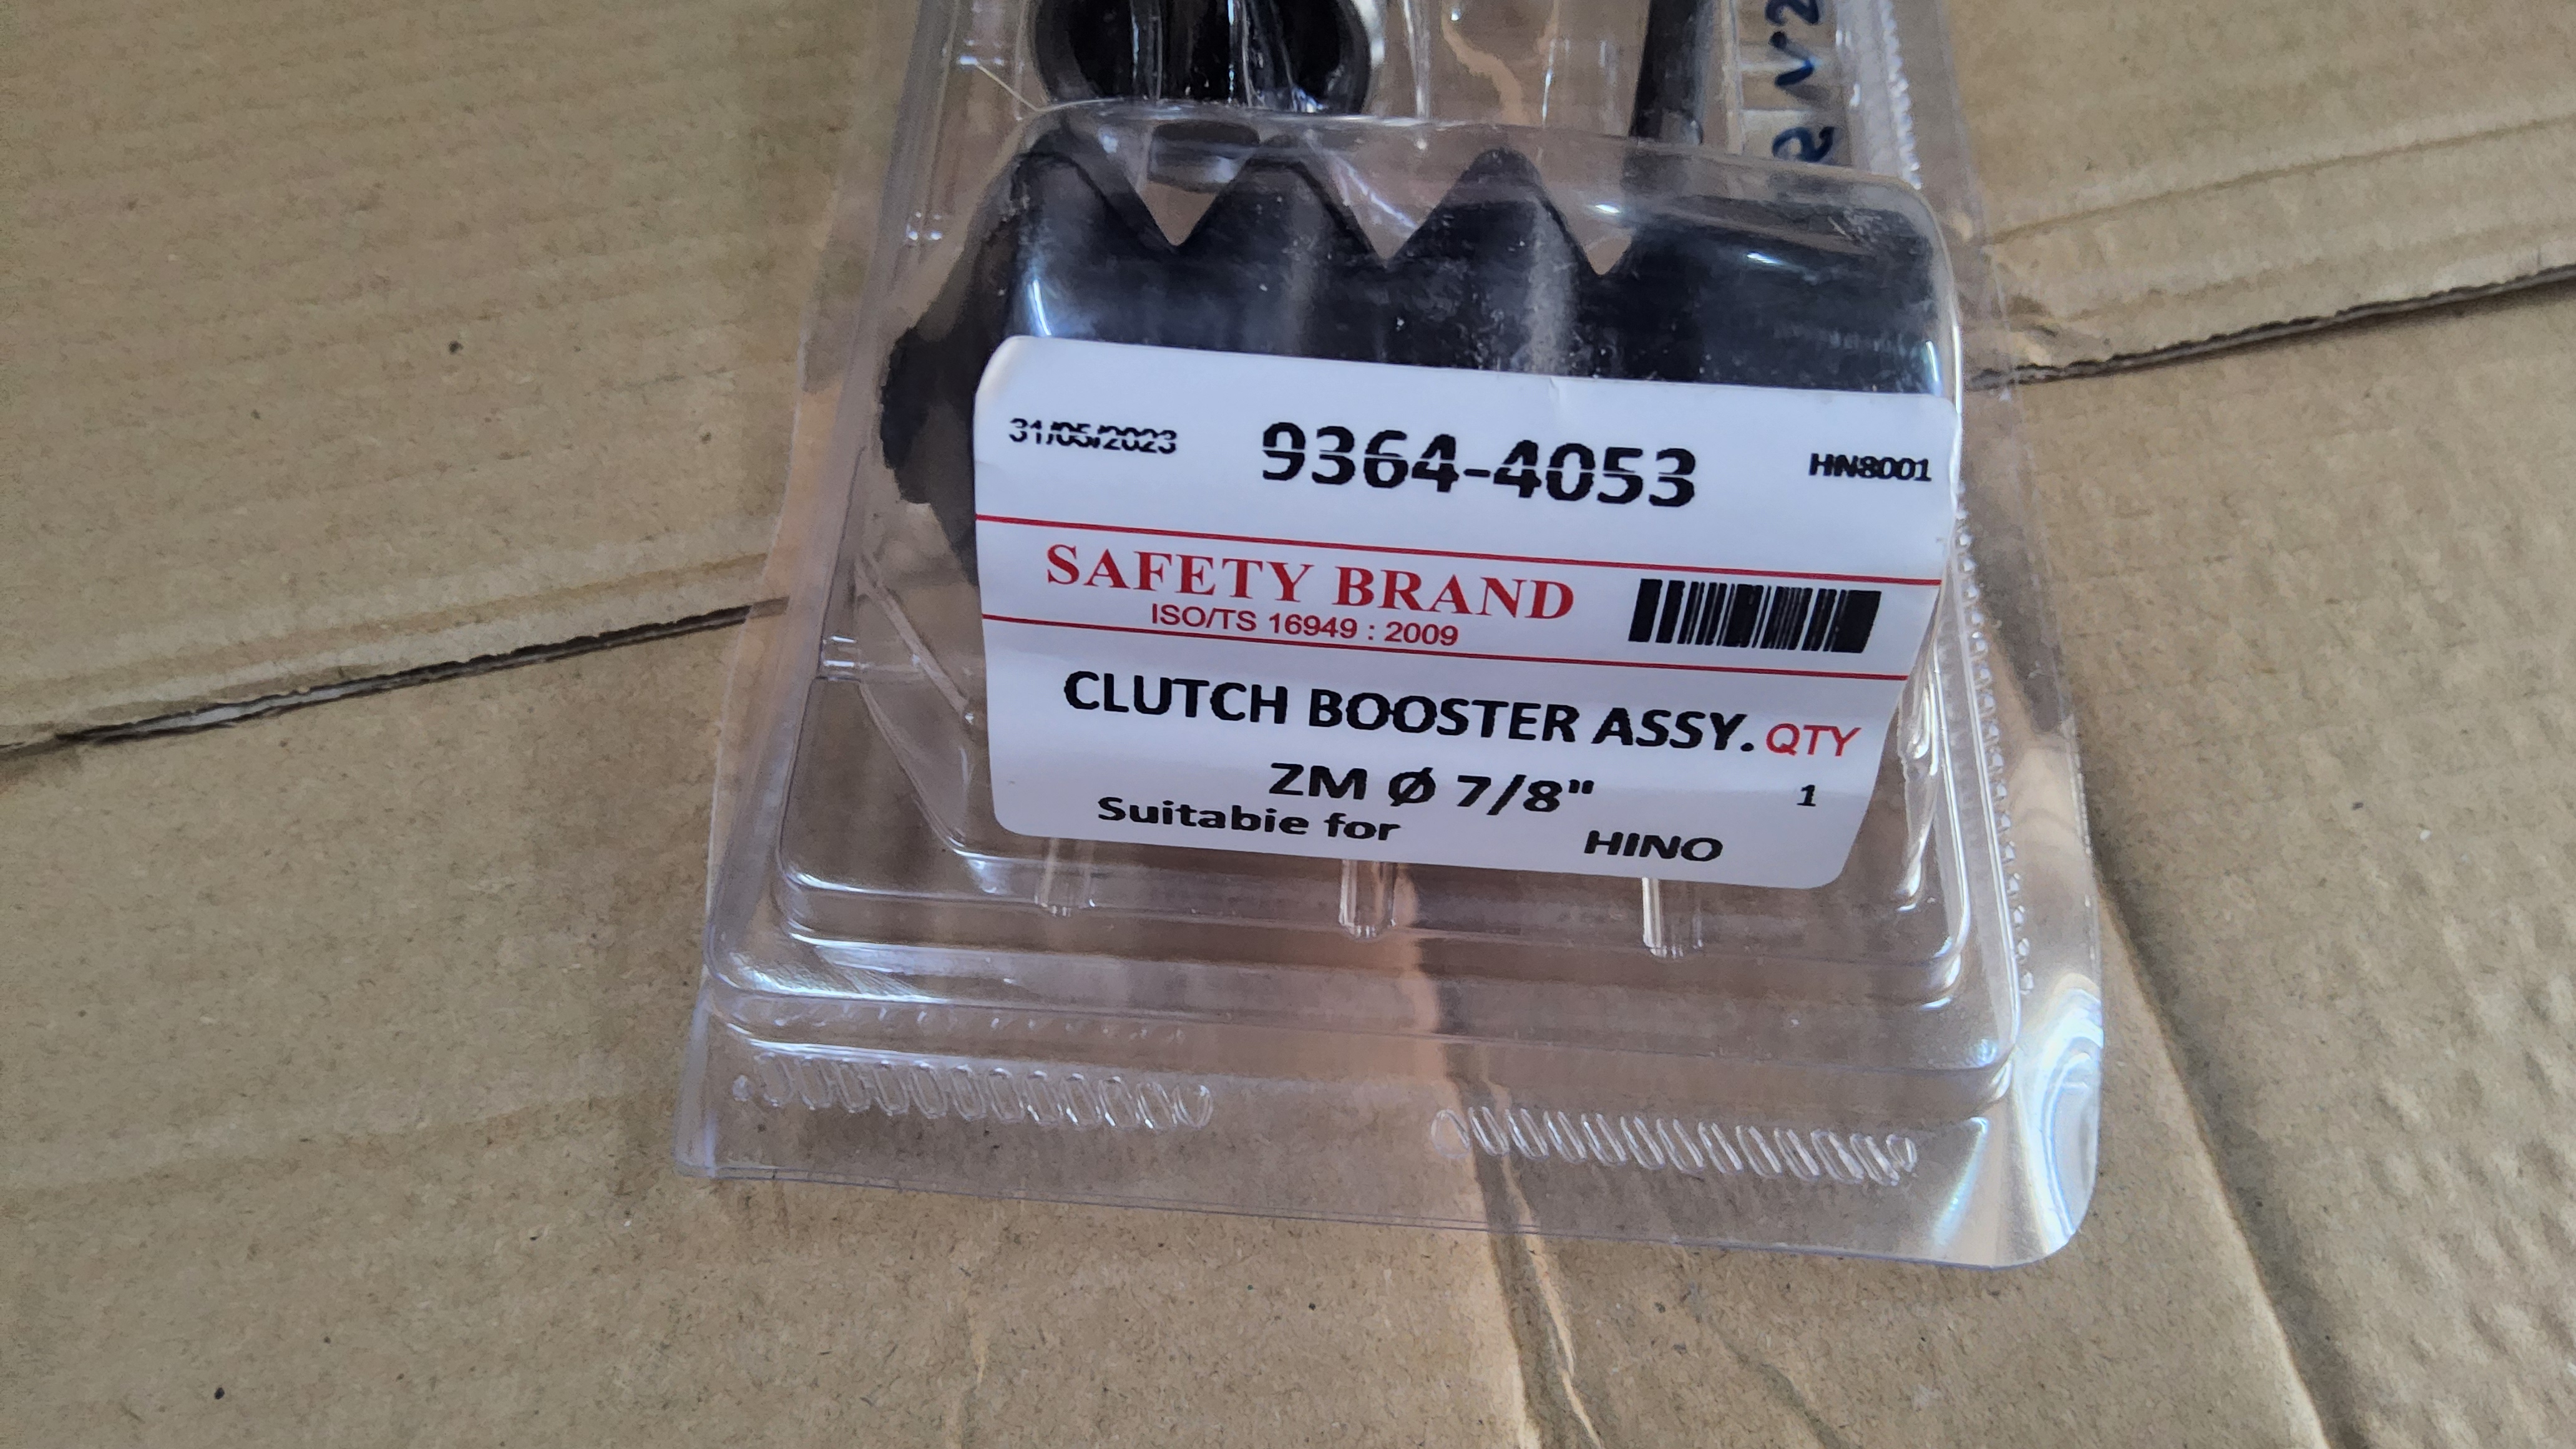 31/05/2023 9364-4053 HN8001
SAFETY BRAND
ISO/TS 16949 : 2009
CLUTCH BOOSTER ASSY. QTY
ZM Ø 7/8" 1
Suitabie for HINO